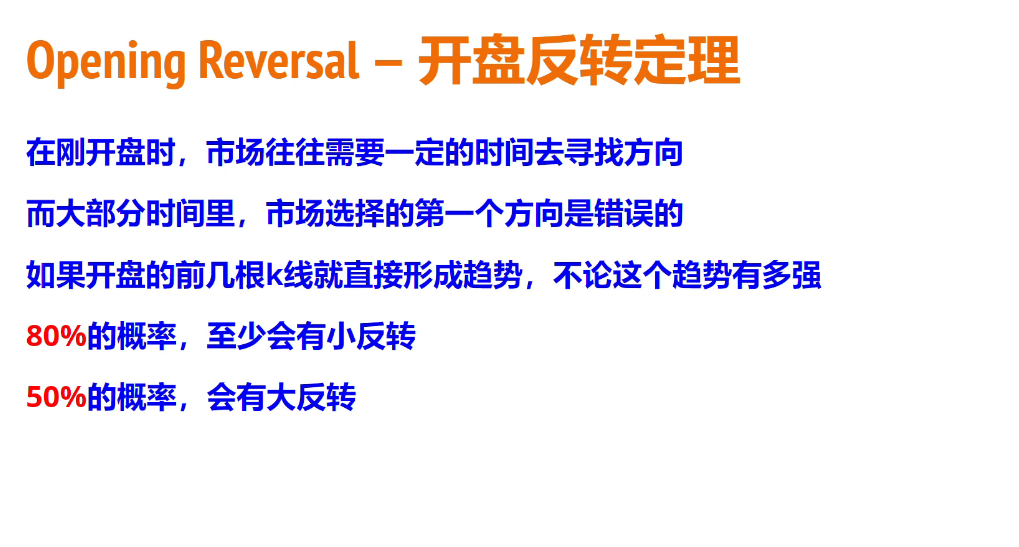 Opening Reversal – 开盘反转定理
在刚开盘时，市场往往需要一定的时间去寻找方向
而大部分时间里，市场选择的第一个方向是错误的
如果开盘的前几根k线就直接形成趋势，不论这个趋势有多强
80%的概率，至少会有小反转
50%的概率，会有大反转